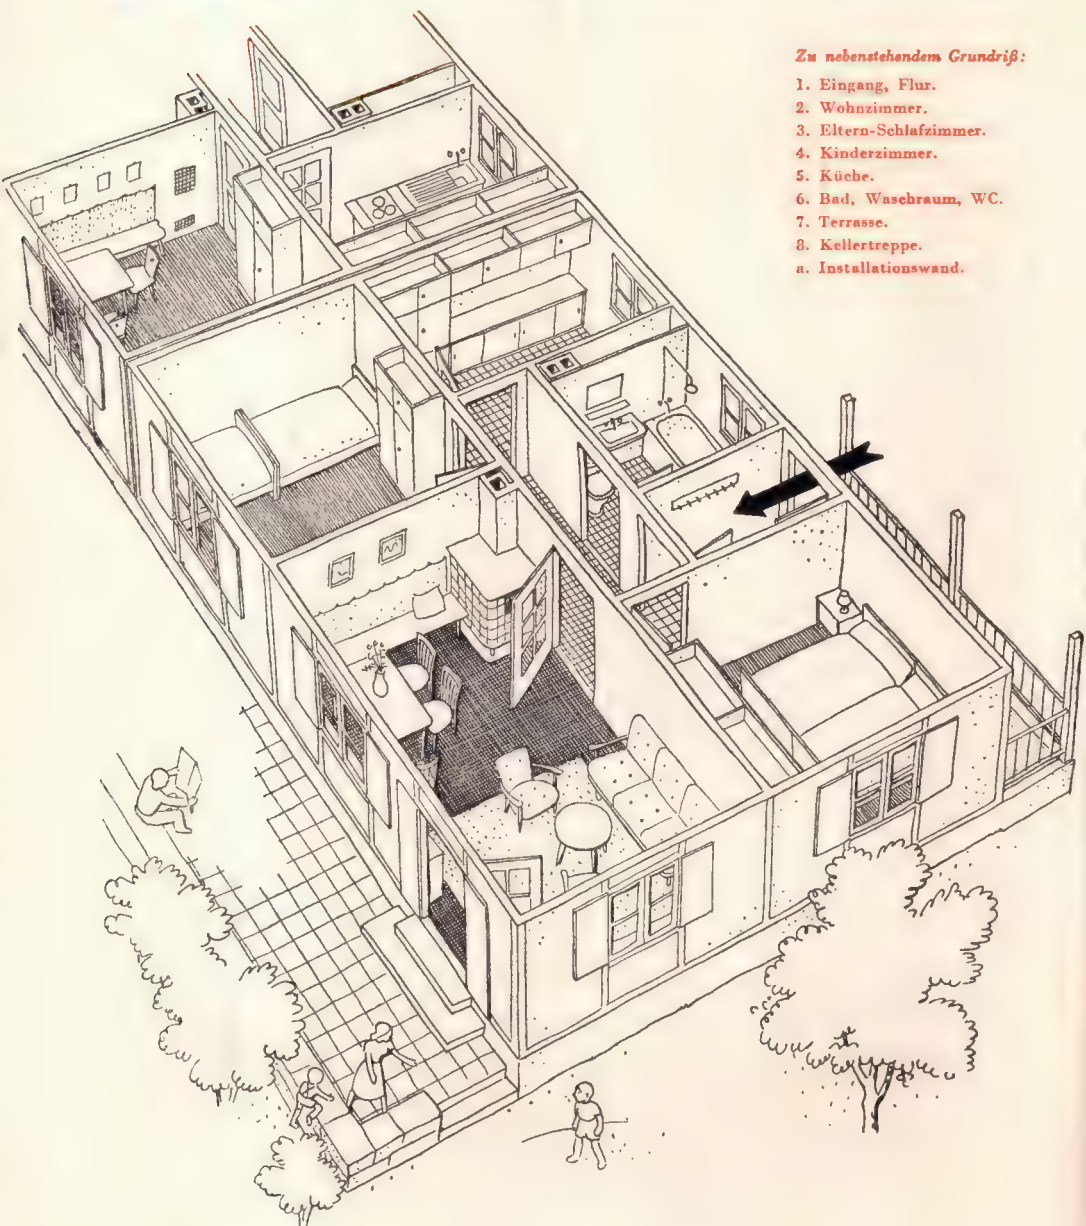 Zu nebenstehendem Grundriß:
1. Eingang, Flur.
2. Wohnzimmer.
3. Eltern-Schlafzimmer.
4. Kinderzimmer.
5. Küche.
6. Bad, Waschraum, WC.
7. Terrasse.
8. Kellertreppe.
a. Installationswand.